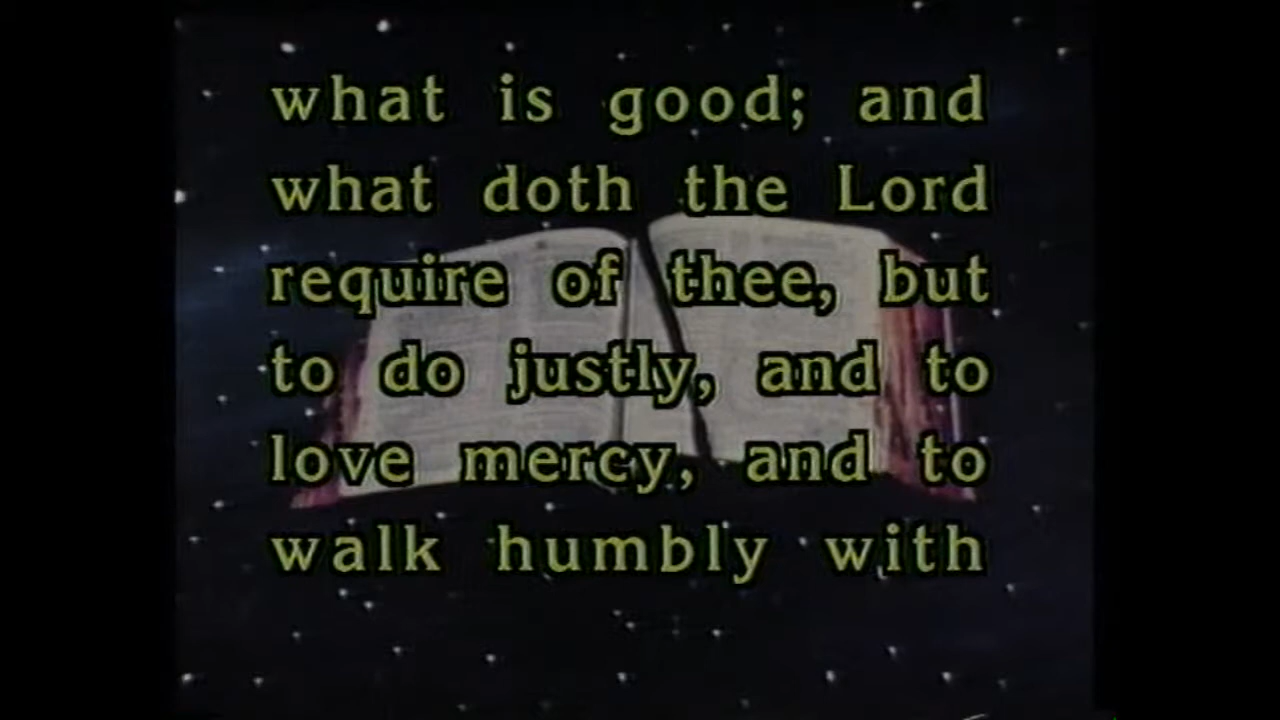 what is good; and
what doth the Lord
require of thee, but
to do justly, and to
love mercy, and to
walk humbly with